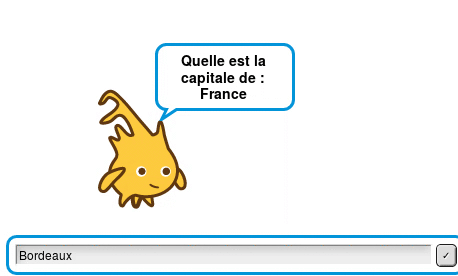 Quelle est la
capitale de :
France
Bordeaux
✓